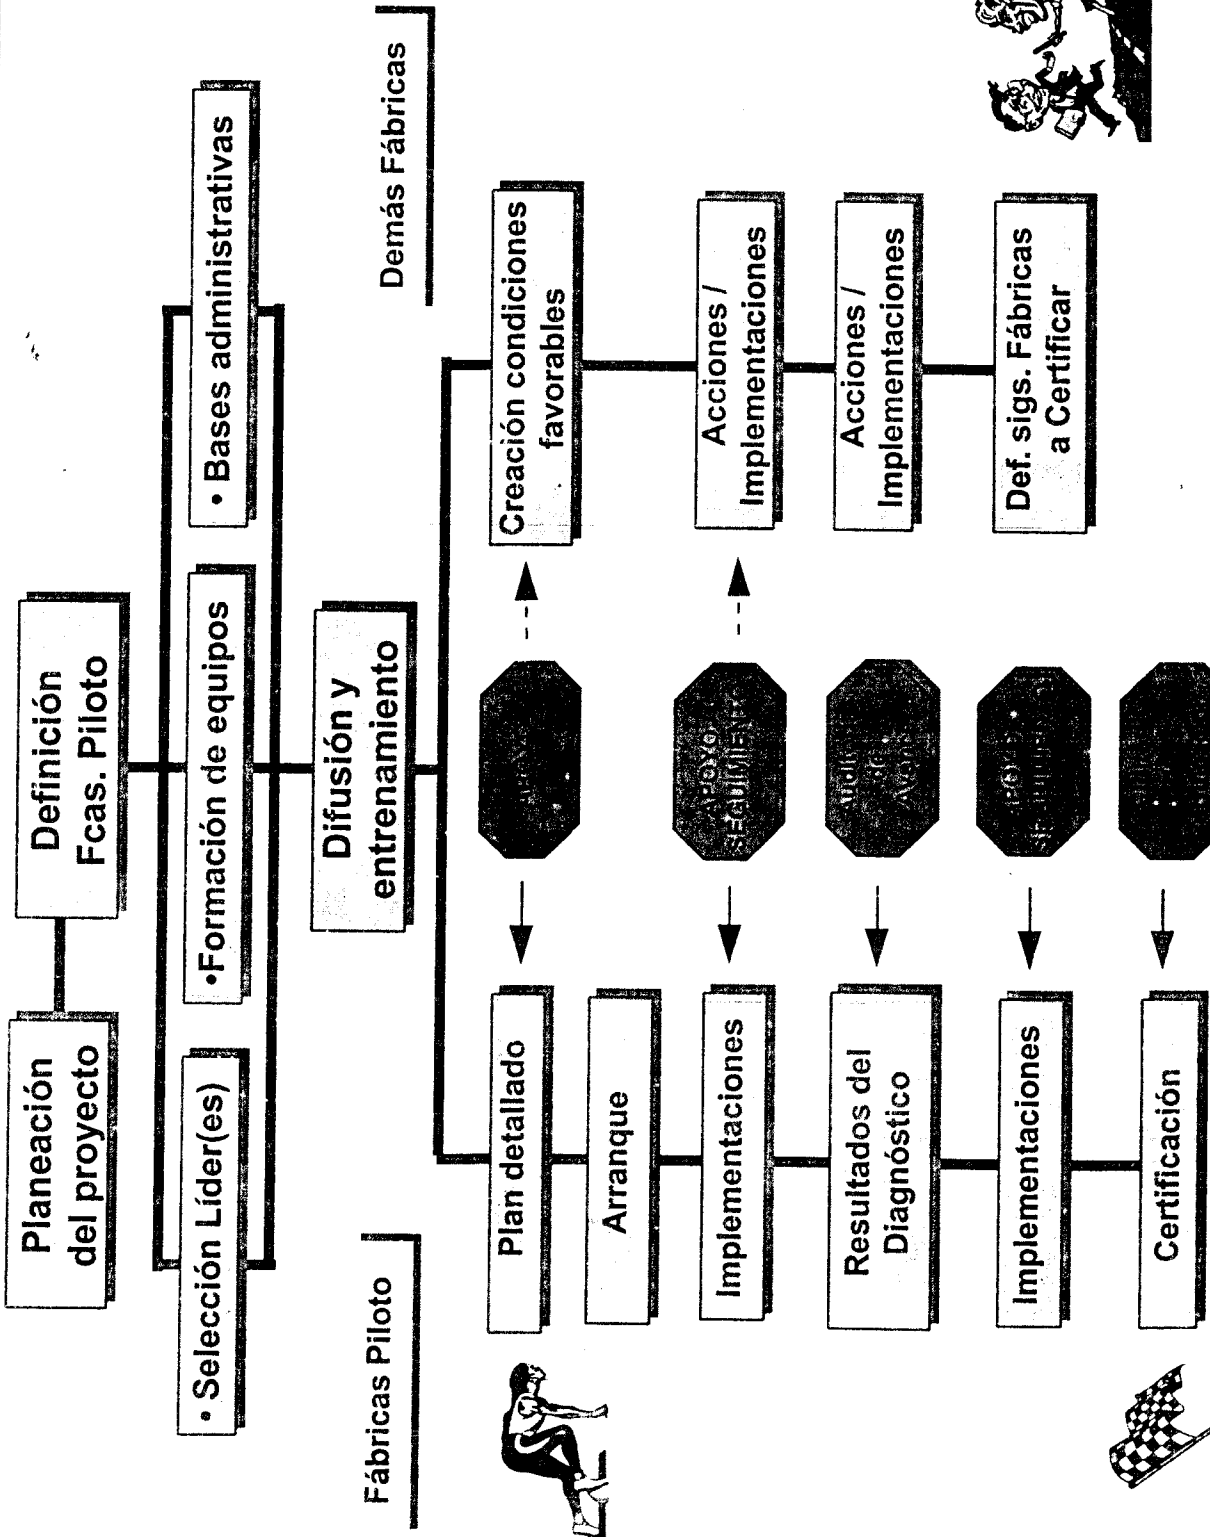 Planeación
del proyecto
Definición
Fcas. Piloto
• Selección Líder(es)
•Formación de equipos
• Bases administrativas
Difusión y
entrenamiento
Fábricas Piloto
Demás Fábricas
Plan detallado
Creación condiciones
favorables
Arranque
Implementaciones
APOYO
SEGUIMIENTO
Acciones /
Implementaciones
Resultados del
Diagnóstico
Acciones /
Implementaciones
Implementaciones
Def. sigs. Fábricas
a Certificar
Certificación